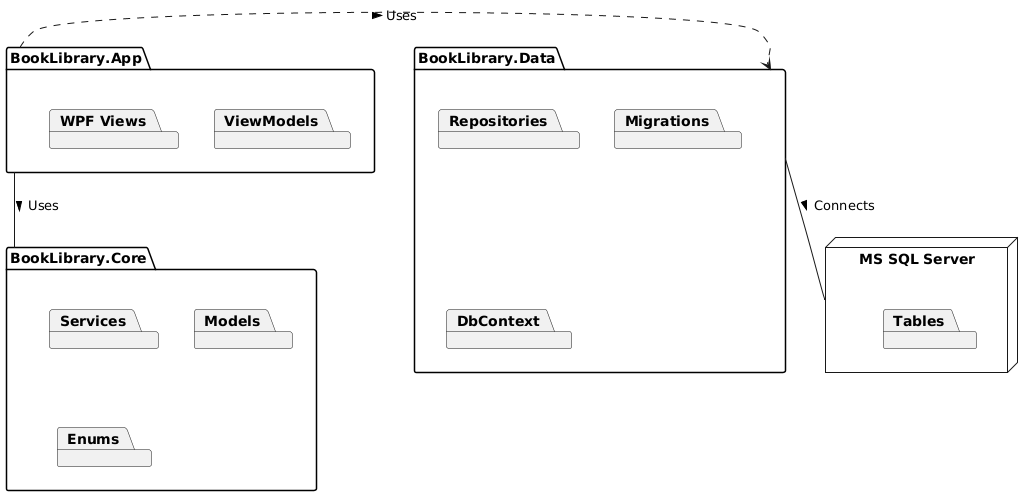 Uses
BookLibrary.App
BookLibrary.Data
WPF Views
ViewModels
Repositories
Migrations
Uses
Connects
BookLibrary.Core
MS SQL Server
Services
Models
DbContext
Tables
Enums